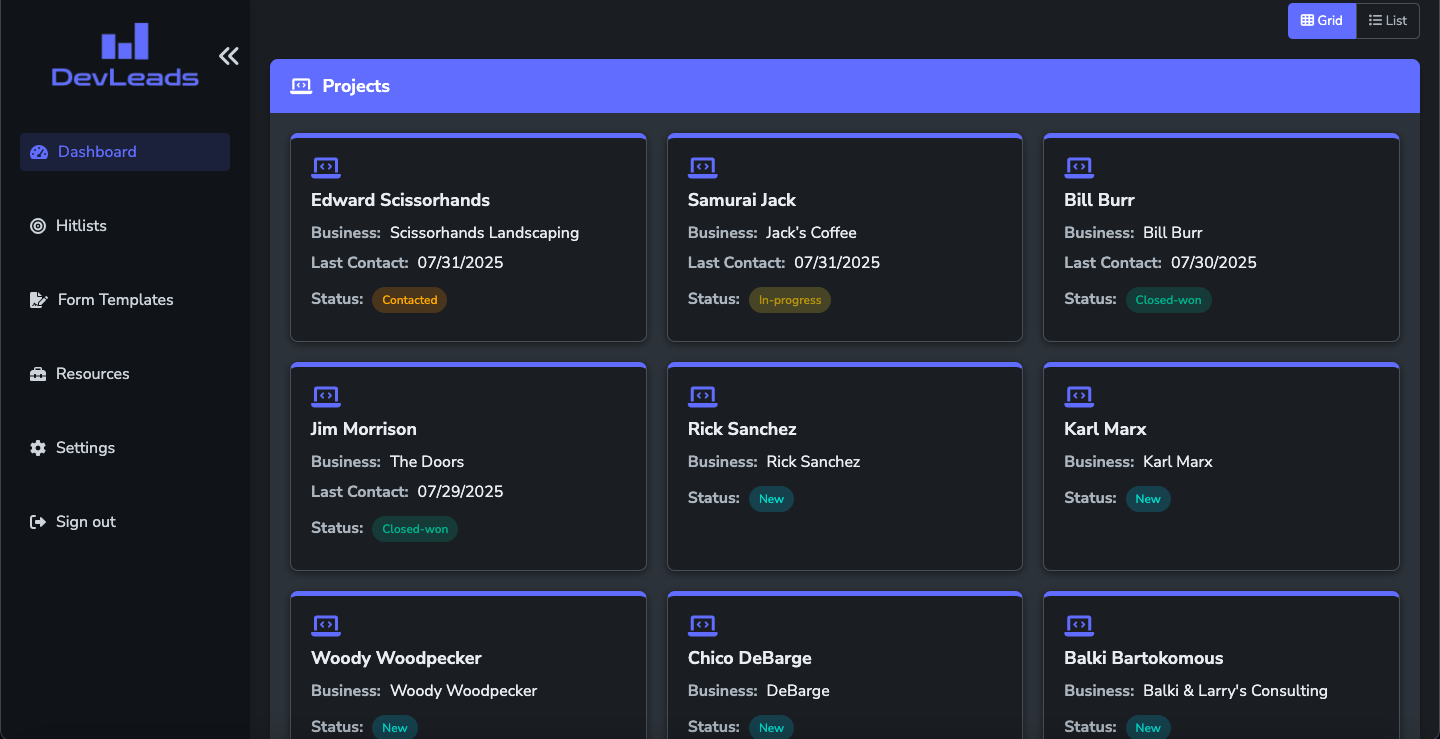 DevLeads
Dashboard
Hitlists
Form Templates
Resources
Settings
Sign out
Grid List
Projects
Edward Scissorhands
Business: Scissorhands Landscaping
Last Contact: 07/31/2025
Status: Contacted
Samurai Jack
Business: Jack's Coffee
Last Contact: 07/31/2025
Status: In-progress
Bill Burr
Business: Bill Burr
Last Contact: 07/30/2025
Status: Closed-won
Jim Morrison
Business: The Doors
Last Contact: 07/29/2025
Status: Closed-won
Rick Sanchez
Business: Rick Sanchez
Status: New
Karl Marx
Business: Karl Marx
Status: New
Woody Woodpecker
Business: Woody Woodpecker
Status: New
Chico DeBarge
Business: DeBarge
Status: New
Balki Bartokomous
Business: Balki & Larry's Consulting
Status: New